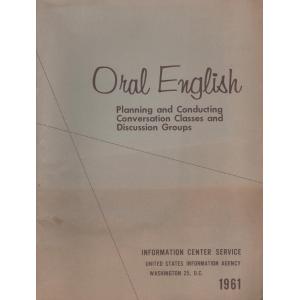 Oral English
Planning and Conducting
Conversation Classes and
Discussion Groups
INFORMATION CENTER SERVICE
UNITED STATES INFORMATION AGENCY
WASHINGTON 25, D.C.
1961